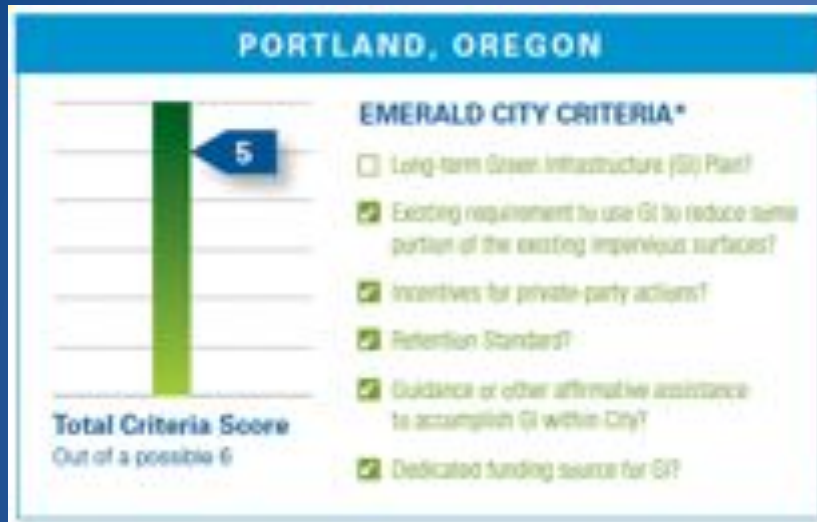 PORTLAND, OREGON
5
Total Criteria Score
Out of a possible 6
EMERALD CITY CRITERIA*
Long-term Green Infrastructure (GI) Plan?
Existing requirement to use GI to reduce some
portion of the existing impervious surfaces?
Incentives for private-party actions?
Retention Standard?
Guidance or other affirmative assistance
to accomplish GI within City?
Dedicated funding source for GI?